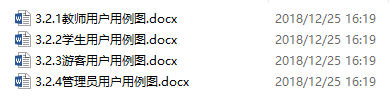 3.2.1教师用户用例图.docx 2018/12/25 16:19
3.2.2学生用户用例图.docx 2018/12/25 16:19
3.2.3游客用户用例图.docx 2018/12/25 16:19
3.2.4管理员用户用例图.docx 2018/12/25 16:19